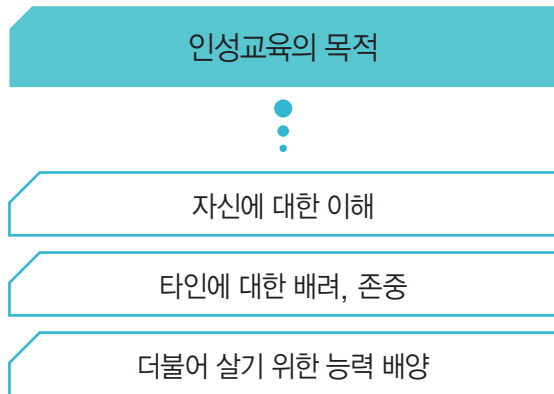 인성교육의 목적
자신에 대한 이해
타인에 대한 배려, 존중
더불어 살기 위한 능력 배양